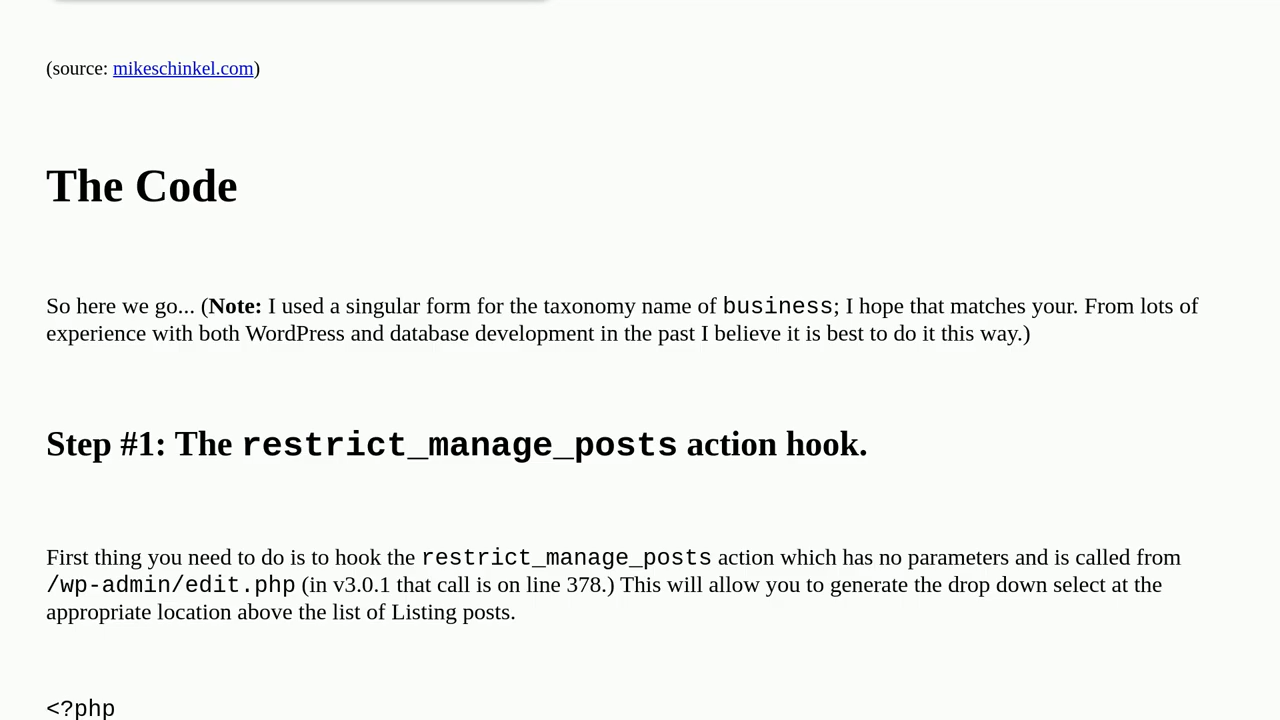 (source: mikeschinkel.com)
The Code
So here we go... (Note: I used a singular form for the taxonomy name of business; I hope that matches your. From lots of
experience with both WordPress and database development in the past I believe it is best to do it this way.)
Step #1: The restrict_manage_posts action hook.
First thing you need to do is to hook the restrict_manage_posts action which has no parameters and is called from
/wp-admin/edit.php (in v3.0.1 that call is on line 378.) This will allow you to generate the drop down select at the
appropriate location above the list of Listing posts.
<?php